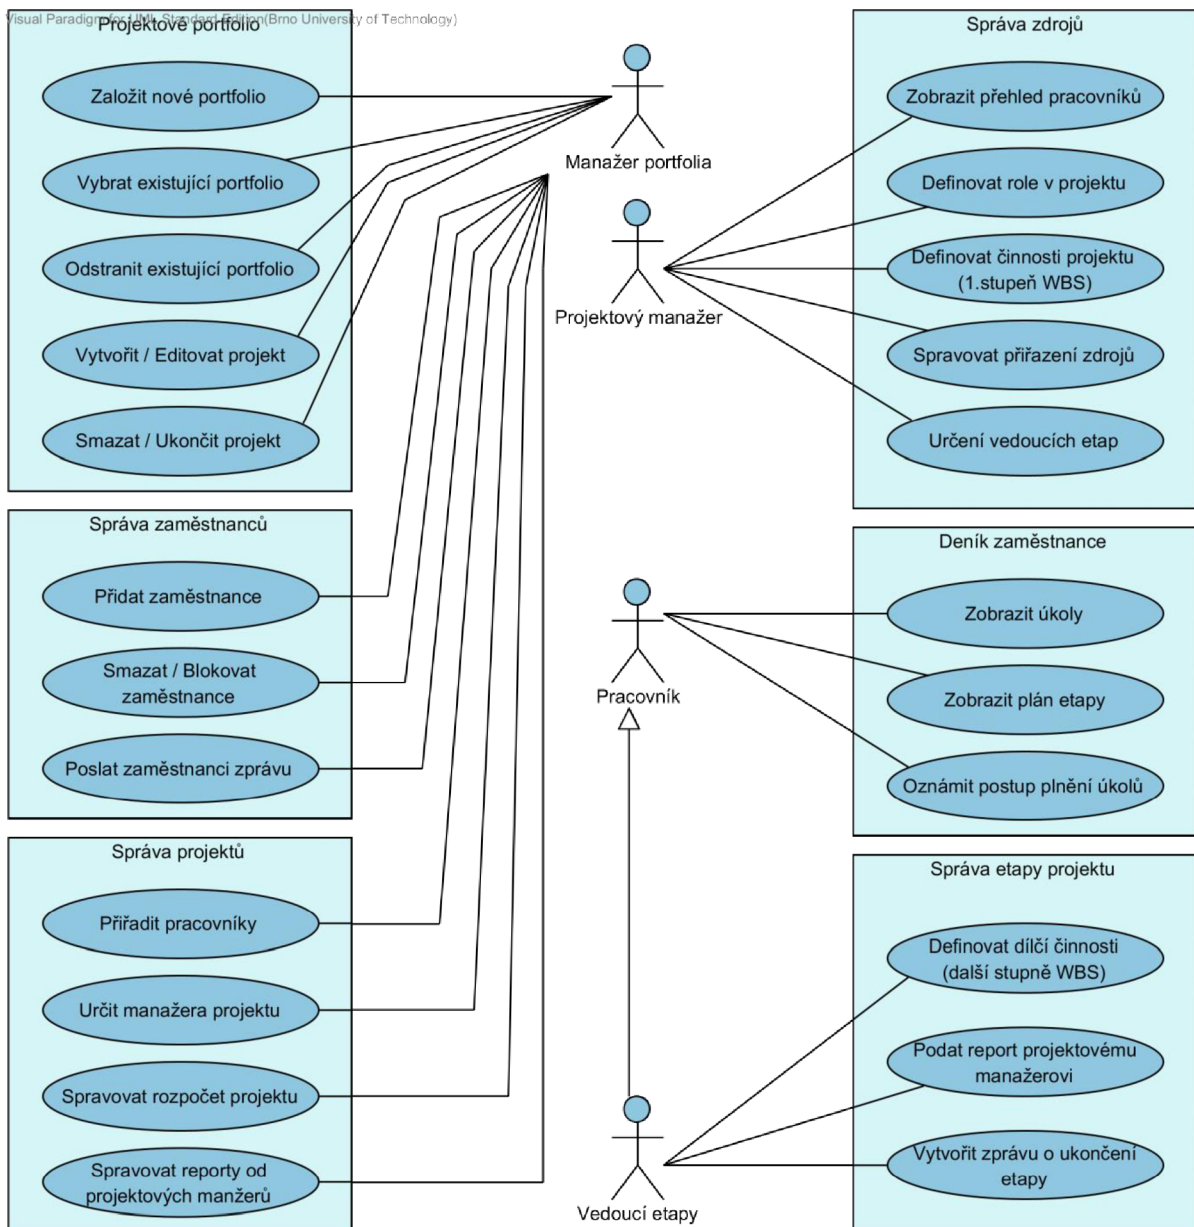 Visual Paradigm for UML Standard Edition(Brno University of Technology)
Projektové portfolio
Založit nové portfolio
Vybrat existující portfolio
Odstranit existující portfolio
Vytvořit / Editovat projekt
Smazat / Ukončit projekt
Správa zaměstnanců
Přidat zaměstnance
Smazat / Blokovat
zaměstnance
Poslat zaměstnanci zprávu
Správa projektů
Přiřadit pracovníky
Určit manažera projektu
Spravovat rozpočet projektu
Spravovat reporty od
projektových manžerů
Manažer portfolia
Projektový manažer
Pracovník
Vedoucí etapy
Správa zdrojů
Zobrazit přehled pracovníků
Definovat role v projektu
Definovat činnosti projektu
(1.stupeň WBS)
Spravovat přiřazení zdrojů
Určení vedoucích etap
Deník zaměstnance
Zobrazit úkoly
Zobrazit plán etapy
Oznámit postup plnění úkolů
Správa etapy projektu
Definovat dílčí činnosti
(další stupně WBS)
Podat report projektovému
manažerovi
Vytvořit zprávu o ukončení
etapy